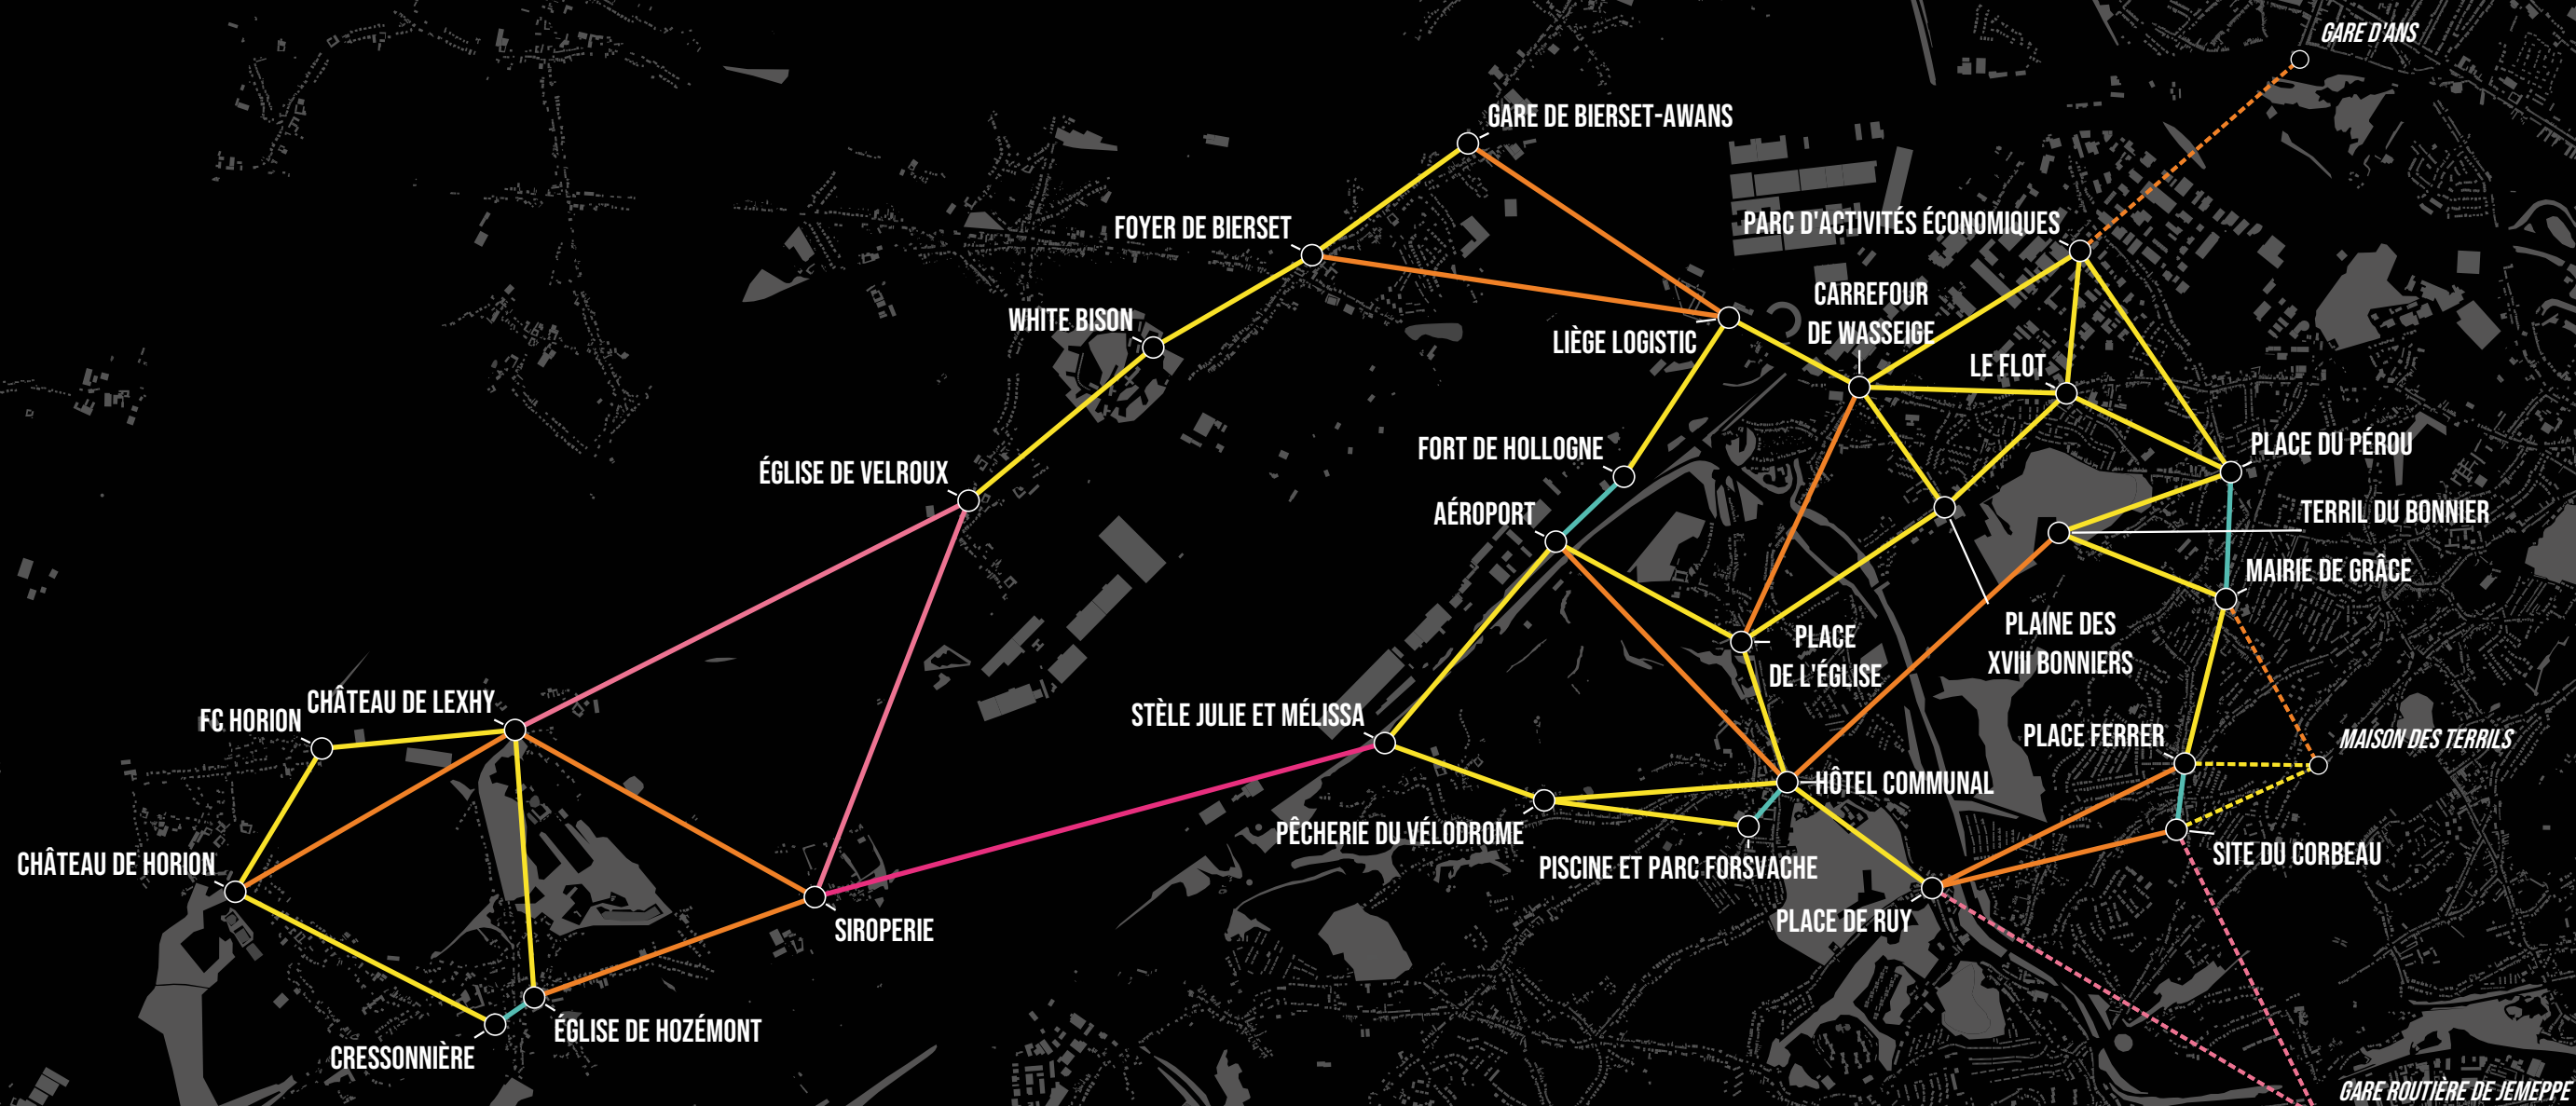 GARE D'ANS
GARE DE BIERSET-AWANS
FOYER DE BIERSET
PARC D'ACTIVITÉS ÉCONOMIQUES
WHITE BISON
CARREFOUR
DE WASSEIGE
LIÈGE LOGISTIC
LE FLOT
ÉGLISE DE VELROUX
FORT DE HOLLOGNE
PLACE DU PÉROU
AÉROPORT
TERRIL DU BONNIER
MAIRIE DE GRÂCE
PLACE
DE L'ÉGLISE
PLAINE DES
XVIII BONNIERS
FC HORION
CHÂTEAU DE LEXHY
STÈLE JULIE ET MÉLISSA
PLACE FERRER
MAISON DES TERRILS
HÔTEL COMMUNAL
PÊCHERIE DU VÉLODROME
PISCINE ET PARC FORSVACHE
SITE DU CORBEAU
CHÂTEAU DE HORION
SIROPERIE
PLACE DE RUY
ÉGLISE DE HOZÉMONT
CRESSONNIÈRE
GARE ROUTIÈRE DE JEMEPPE